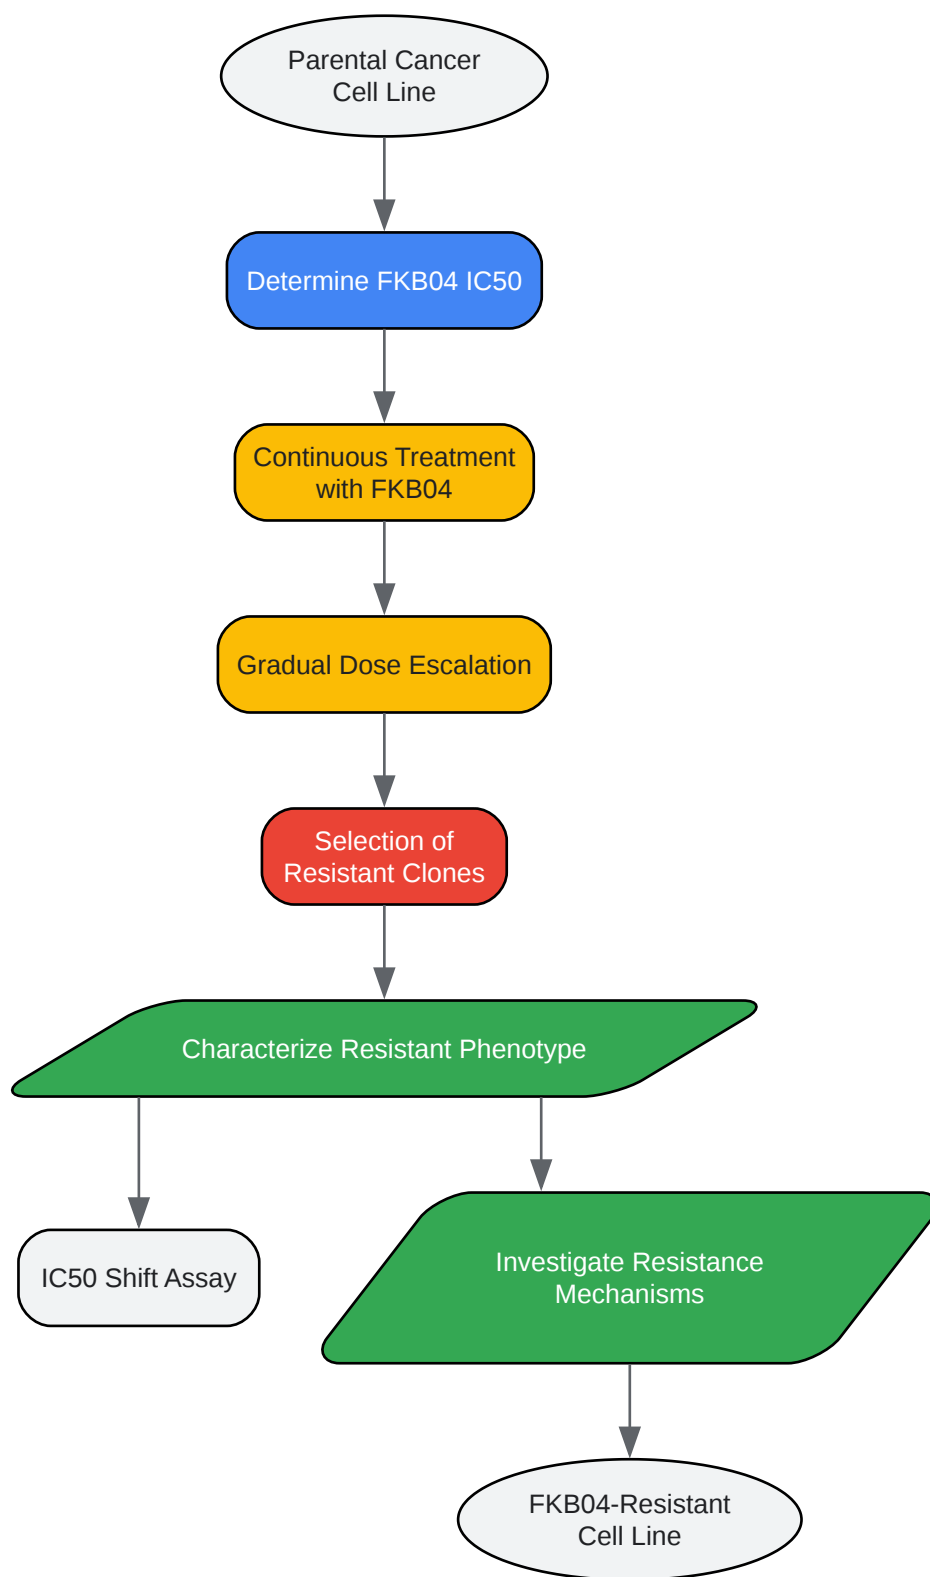 Parental Cancer
Cell Line
Determine FKB04 IC50
Continuous Treatment
with FKB04
Gradual Dose Escalation
Selection of
Resistant Clones
Characterize Resistant Phenotype
IC50 Shift Assay
Investigate Resistance
Mechanisms
FKB04-Resistant
Cell Line